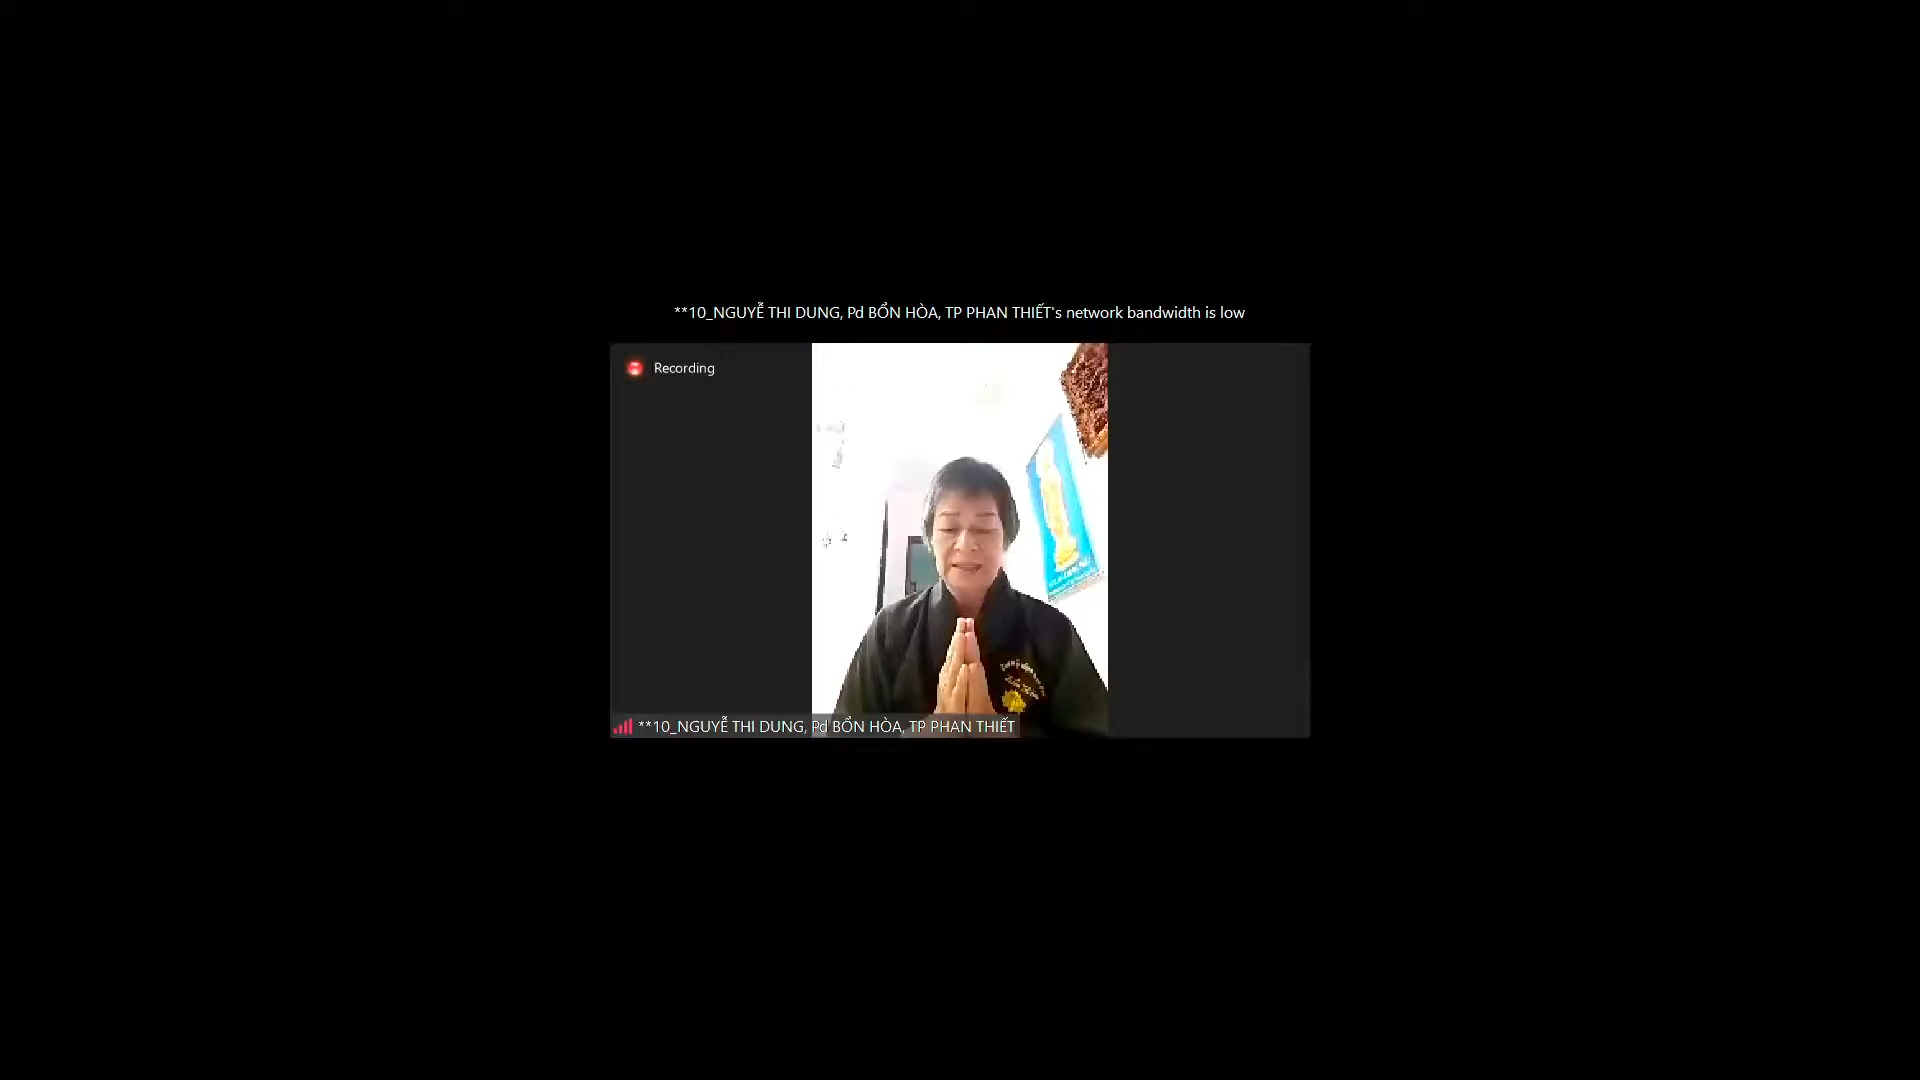 **10_NGUYỄ THI DUNG, Pd BỔN HÒA, TP PHAN THIẾT's network bandwidth is low
Recording
**10_NGUYỄ THI DUNG, Pd BỔN HÒA, TP PHAN THIẾT